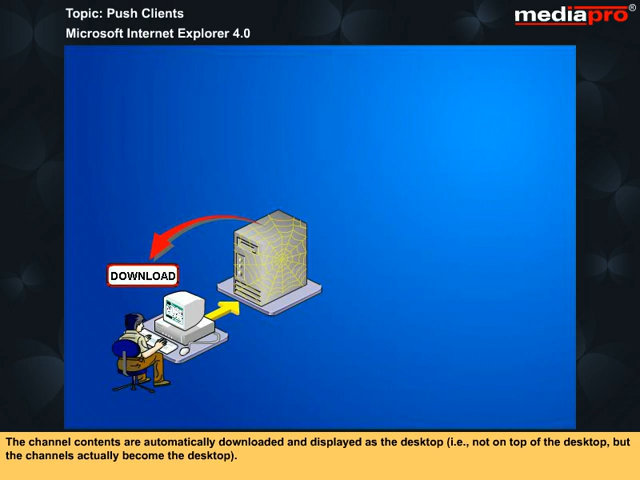 Topic: Push Clients
mediapro®
Microsoft Internet Explorer 4.0
DOWNLOAD
The channel contents are automatically downloaded and displayed as the desktop (i.e., not on top of the desktop, but
the channels actually become the desktop).